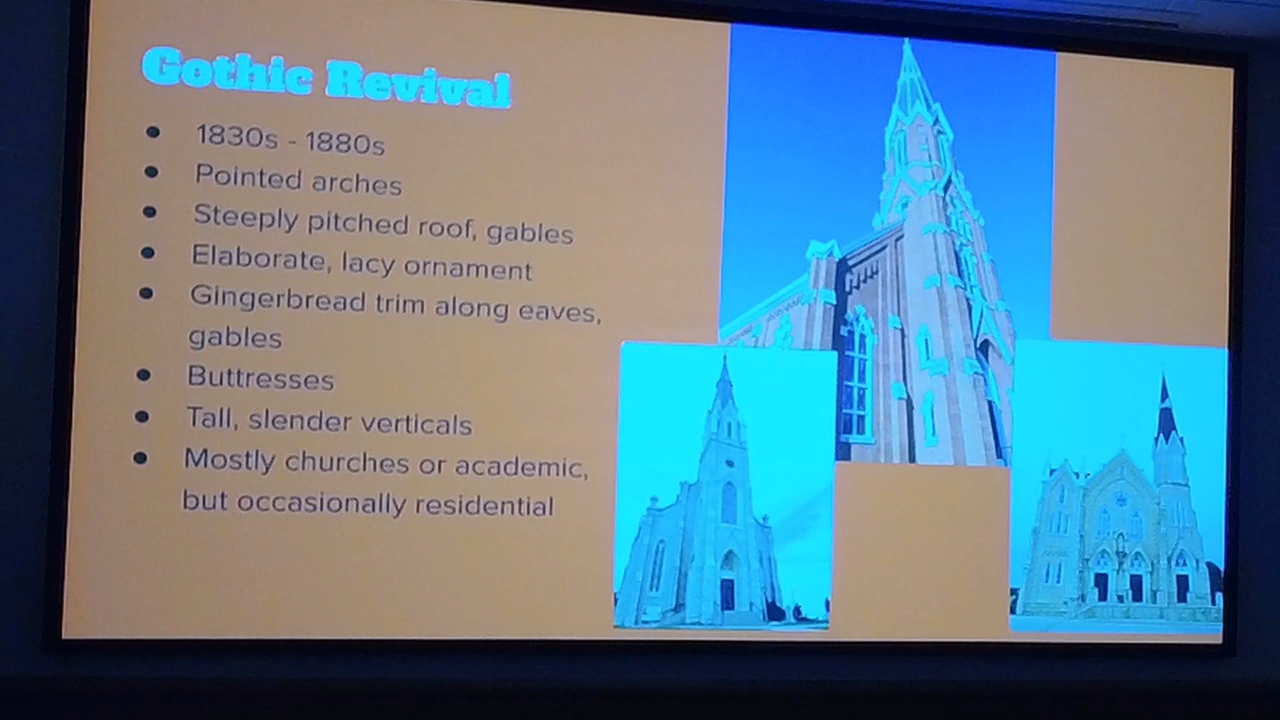 Gothic Revival
● 1830s - 1880s
● Pointed arches
● Steeply pitched roof, gables
● Elaborate, lacy ornament
● Gingerbread trim along eaves,
gables
● Buttresses
● Tall, slender verticals
● Mostly churches or academic,
but occasionally residential